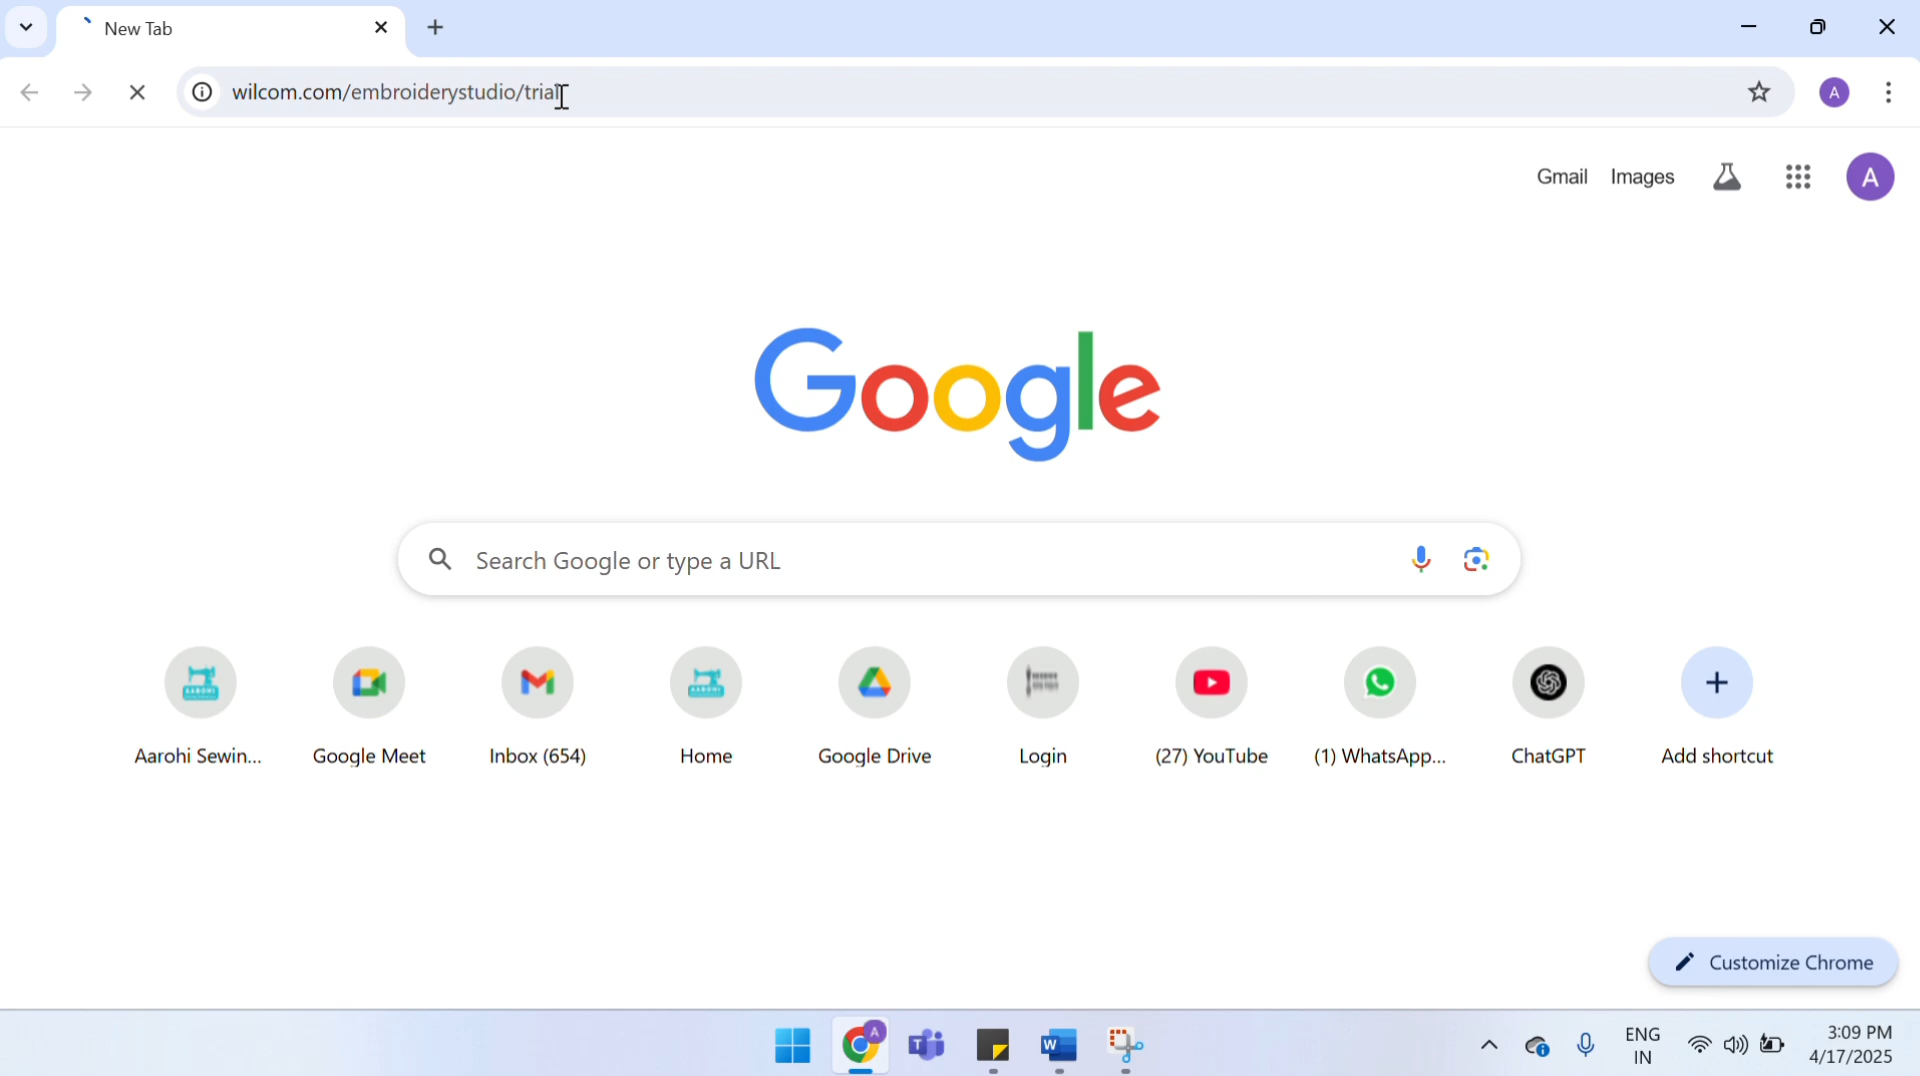 New Tab
wilcom.com/embroiderystudio/trial
A
Gmail Images A
Google
Search Google or type a URL
AAROHI AAROHI
Aarohi Sewin... Google Meet Inbox (654) Home Google Drive Login (27) YouTube (1) WhatsApp... ChatGPT Add shortcut
Customize Chrome
A T W
ENG 3:09 PM
IN 4/17/2025